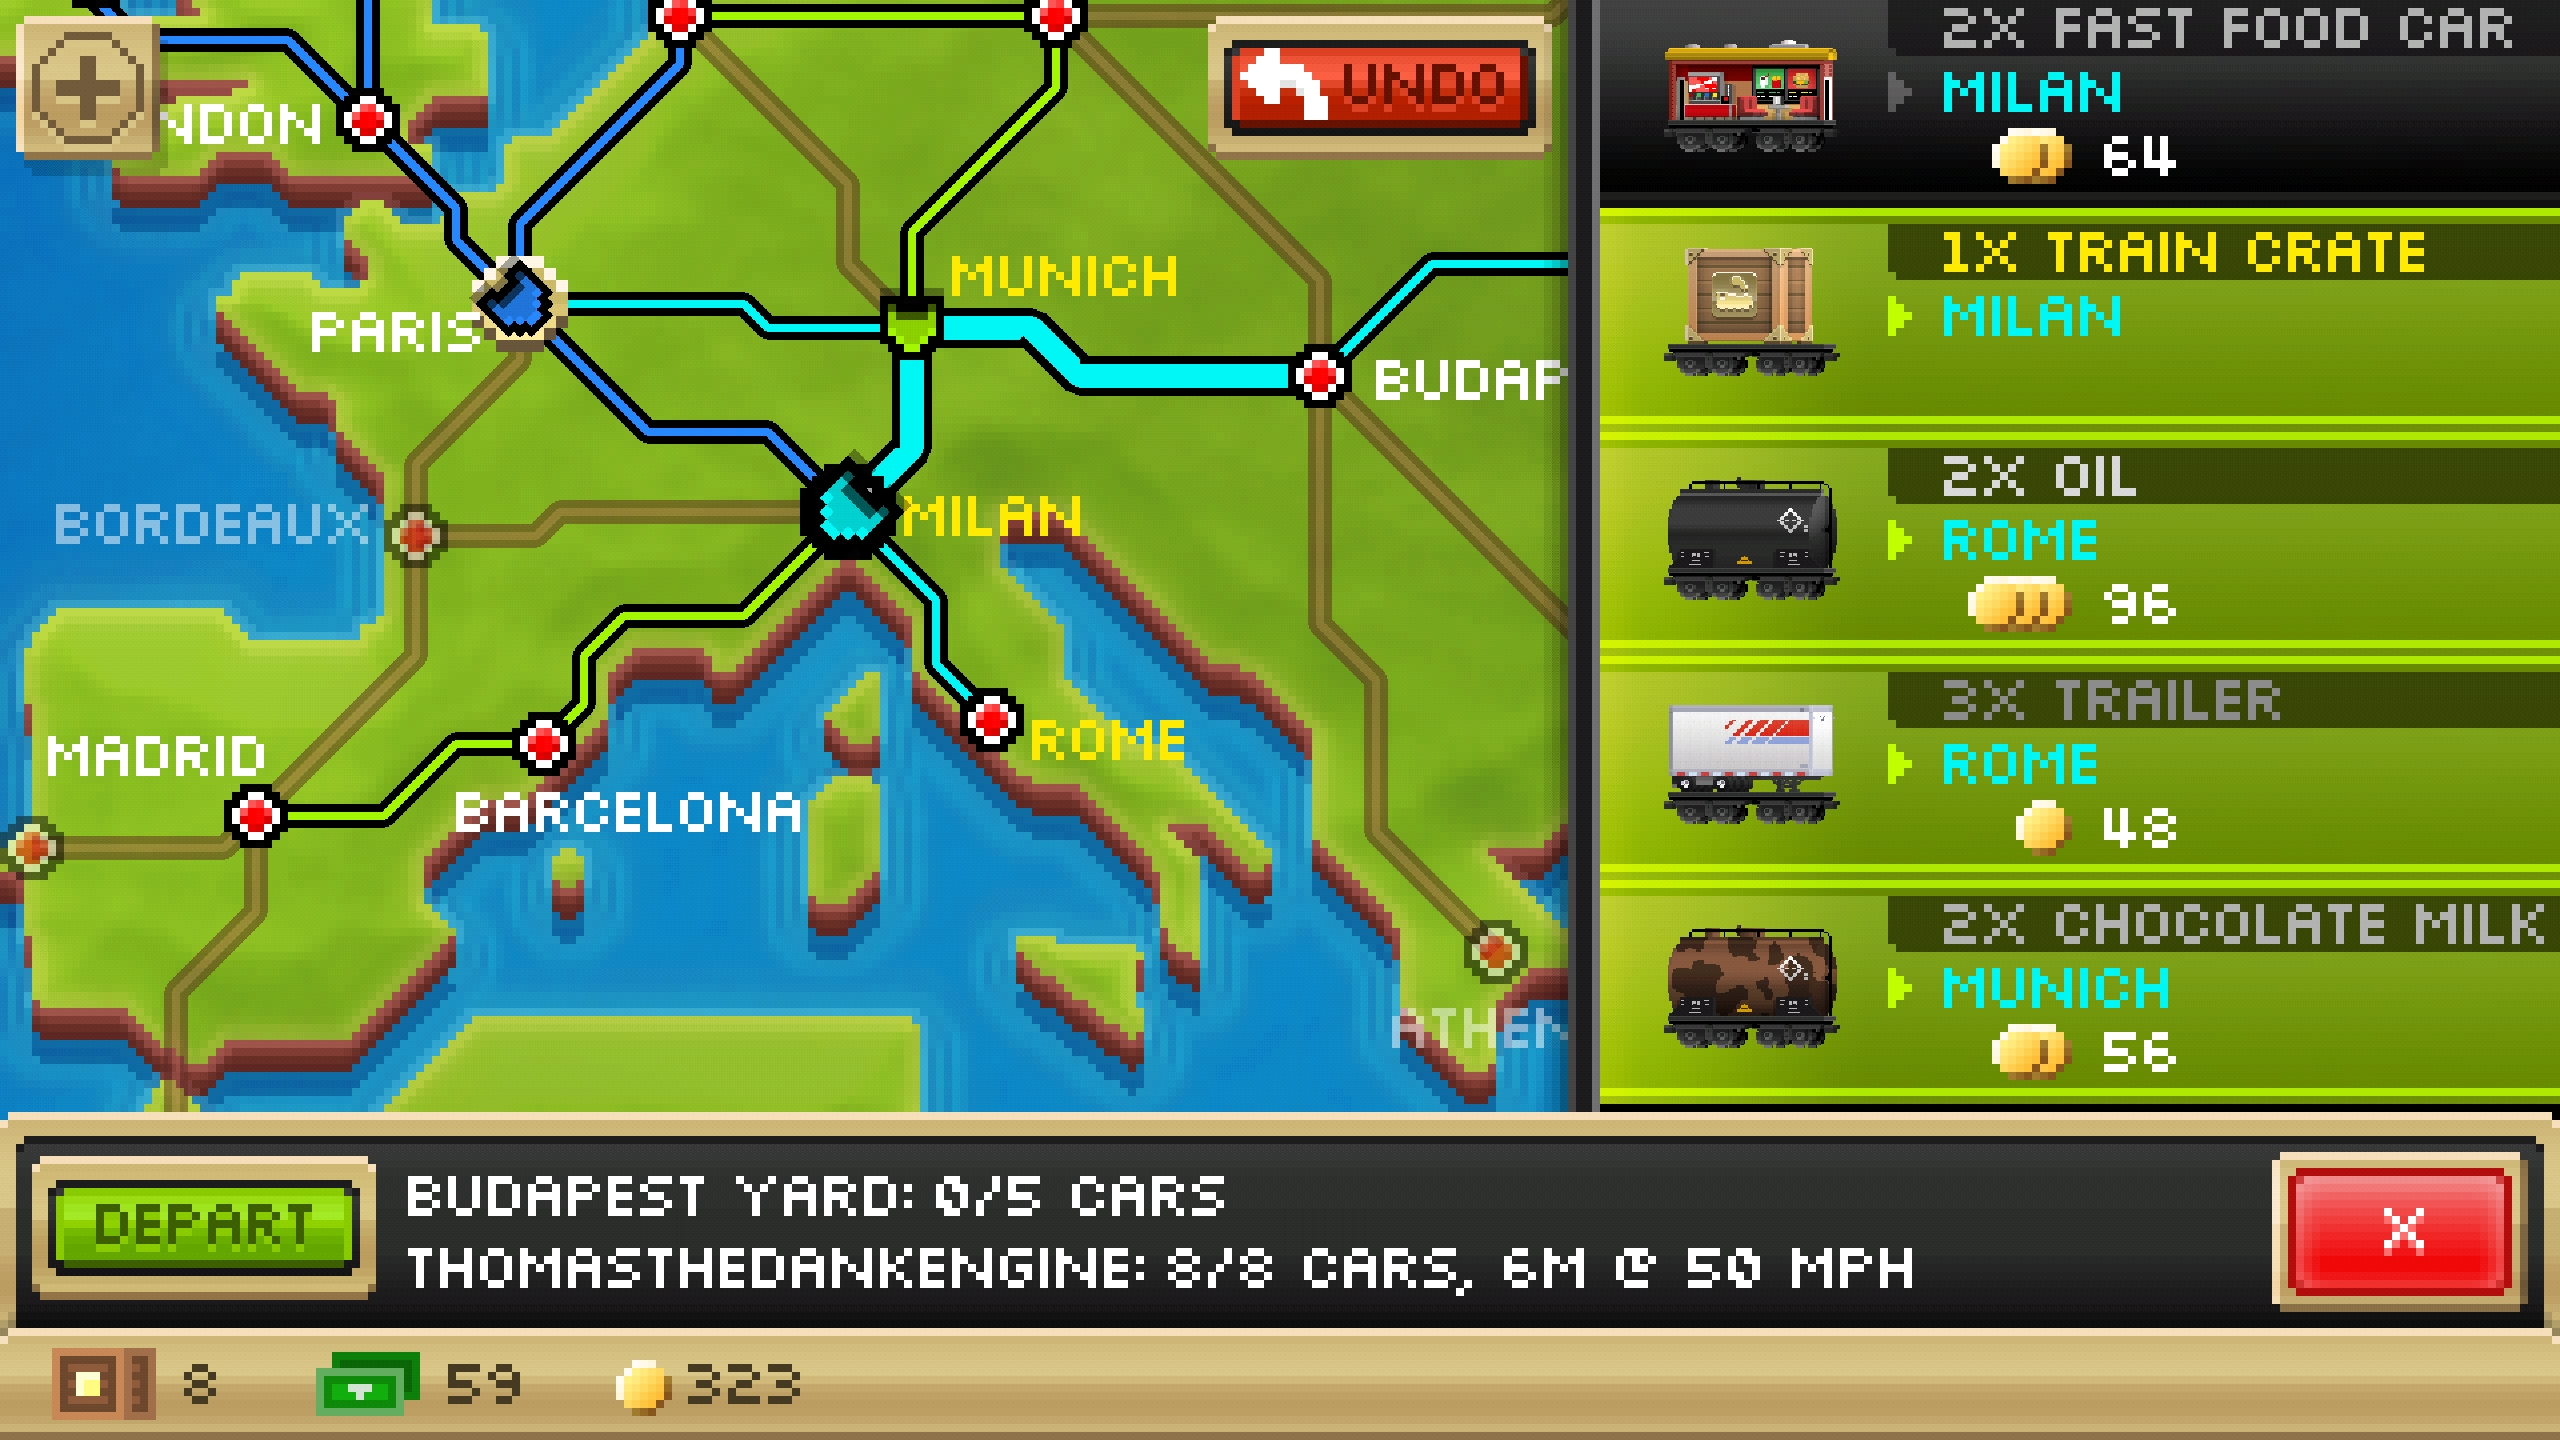 UNDO
NDON
MUNICH
PARIS
BUDAP
BORDEAUX
MILAN
MADRID
ROME
BARCELONA
ATHEN
2X FAST FOOD CAR
MILAN
64
1X TRAIN CRATE
MILAN
2X OIL
ROME
96
3X TRAILER
ROME
48
2X CHOCOLATE MILK
MUNICH
56
DEPART
BUDAPEST YARD: 0/5 CARS
THOMASTHEDANKENGINE: 8/8 CARS, 6M @ 50 MPH
X
8
59
323